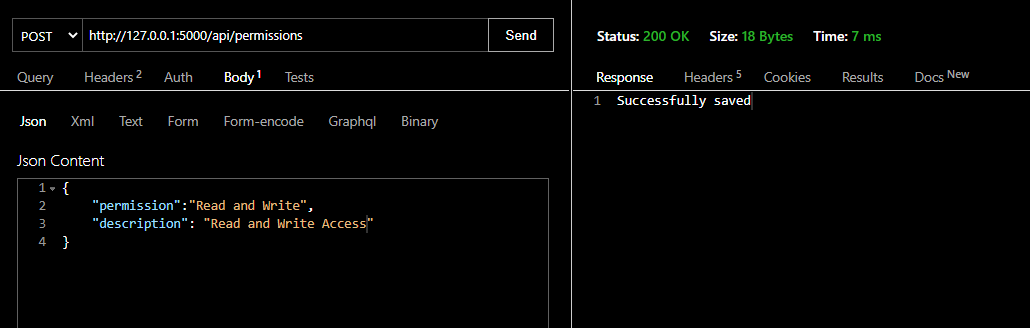 POST http://127.0.0.1:5000/api/permissions Send
Query Headers 2 Auth Body 1 Tests
Json Xml Text Form Form-encode Graphql Binary
Json Content
1 {
2 "permission":"Read and Write",
3 "description": "Read and Write Access"
4 }
Status: 200 OK Size: 18 Bytes Time: 7 ms
Response Headers 5 Cookies Results Docs New
1 Successfully saved